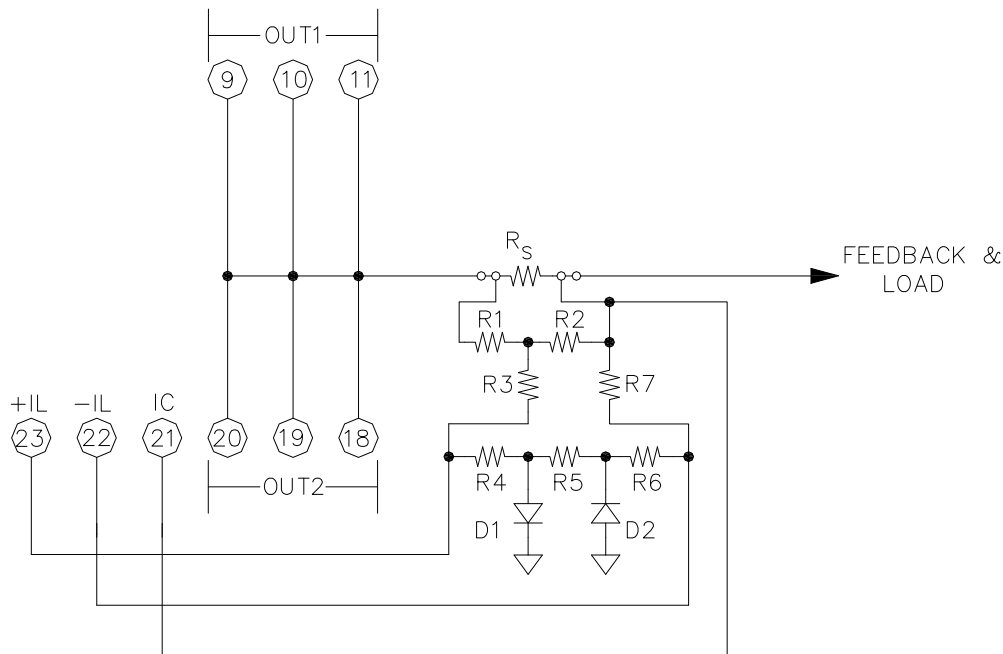 OUT1
9 10 11
R_S
FEEDBACK &
LOAD
R1 R2
R3 R7
+IL -IL IC
23 22 21 20 19 18
R4 R5 R6
OUT2
D1 D2